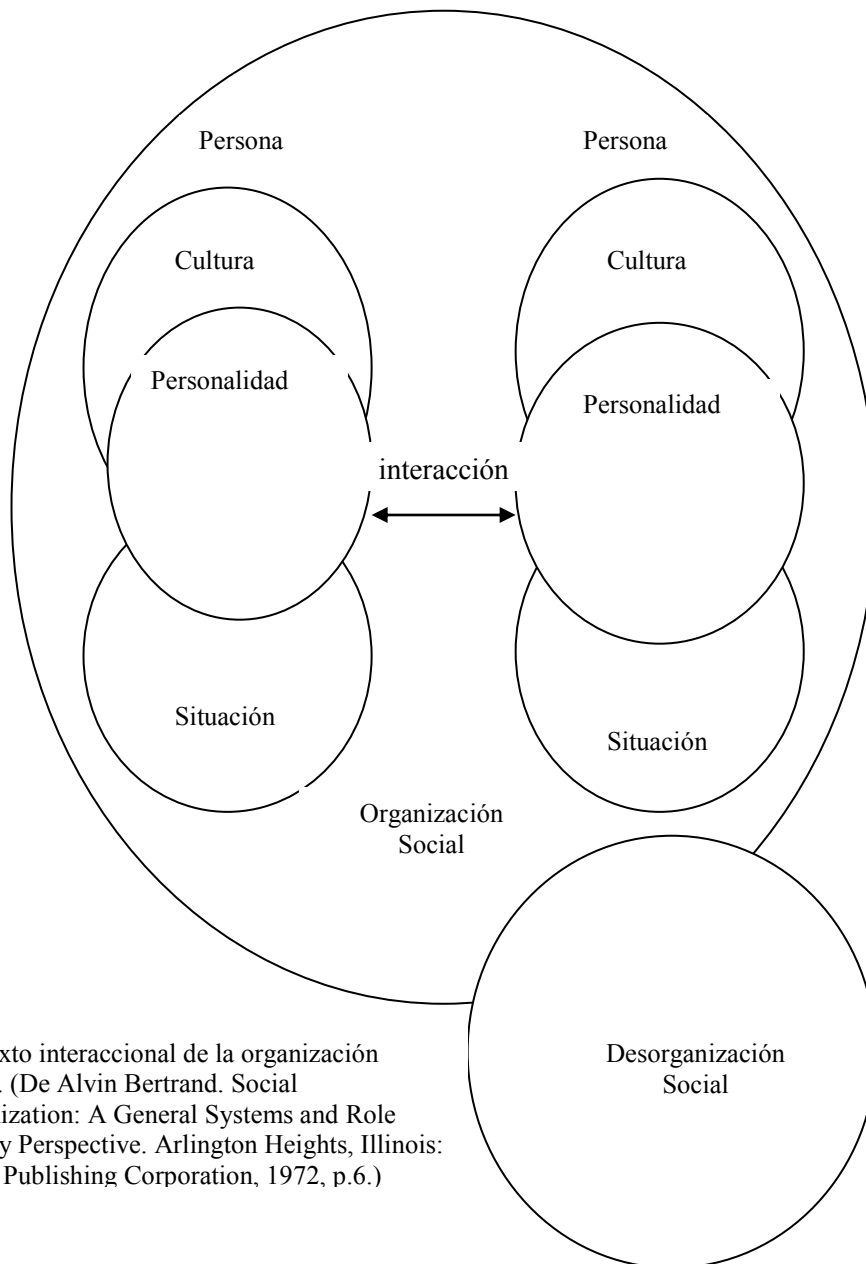 Persona
Persona
Cultura
Cultura
Personalidad
Personalidad
interacción
Situación
Situación
Organización
Social
xto interaccional de la organización
. (De Alvin Bertrand. Social
ization: A General Systems and Role
y Perspective. Arlington Heights, Illinois:
Publishing Corporation, 1972, p.6.)
Desorganización
Social